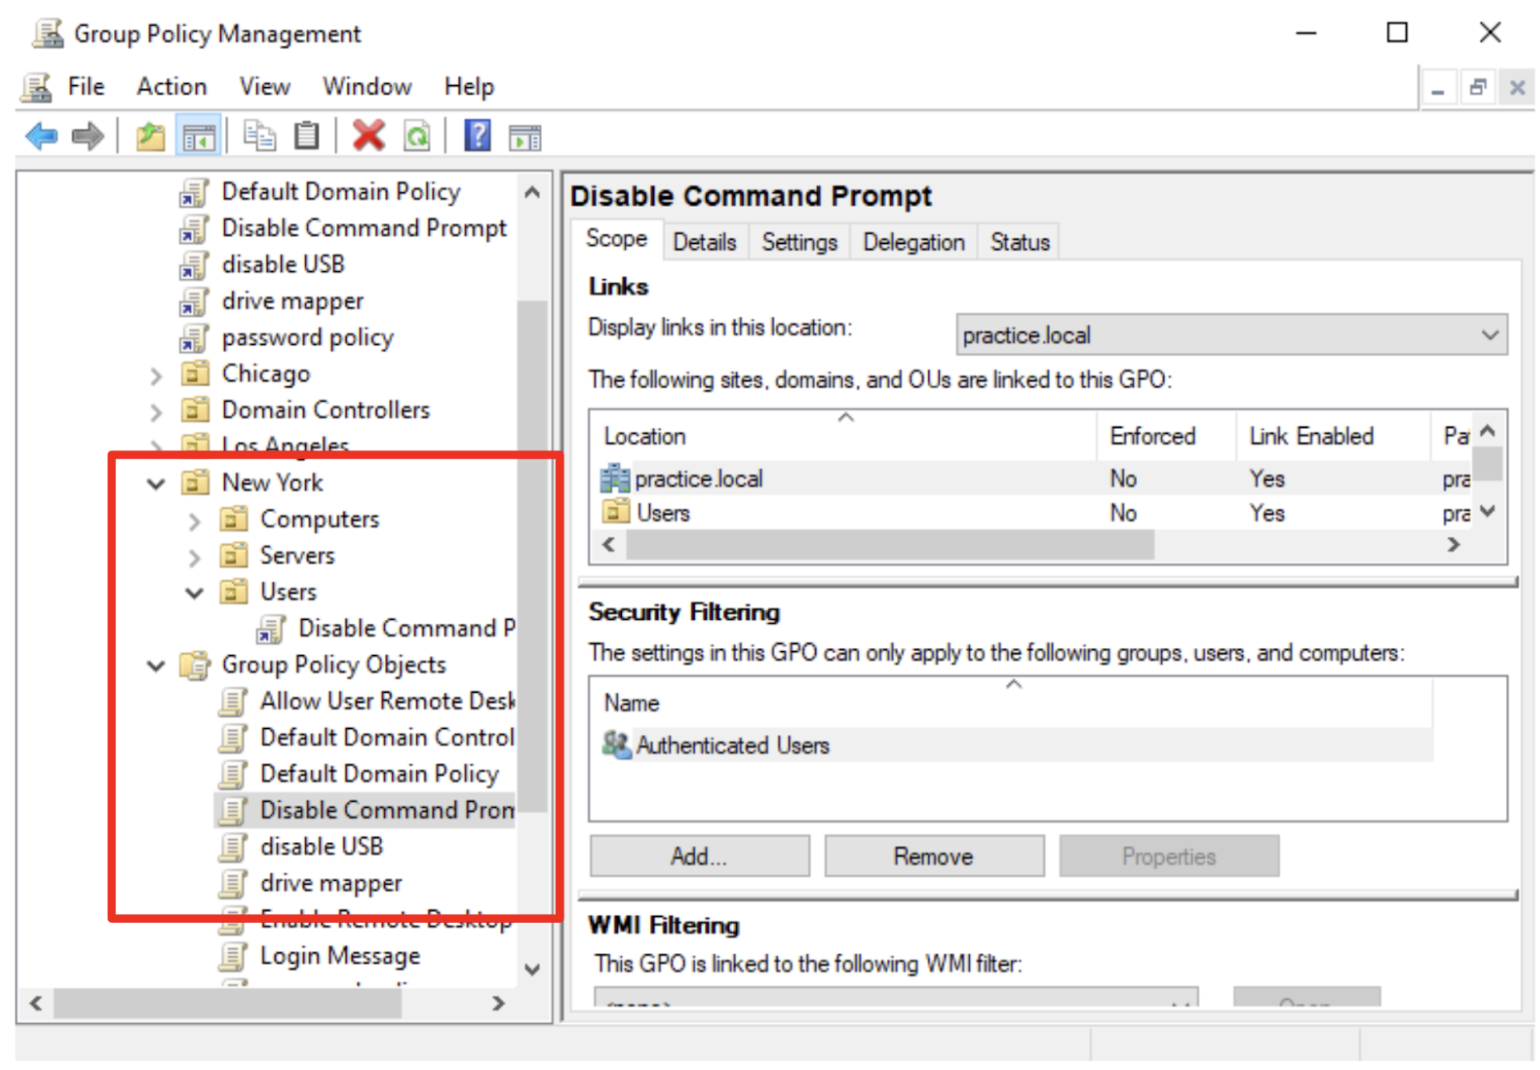 Group Policy Management
File Action View Window Help
Default Domain Policy
Disable Command Prompt
disable USB
drive mapper
password policy
Chicago
Domain Controllers
Los Angeles
New York
Computers
Servers
Users
Disable Command P
Group Policy Objects
Allow User Remote Desk
Default Domain Control
Default Domain Policy
Disable Command Prom
disable USB
drive mapper
Enable Remote Desktop
Login Message
Disable Command Prompt
Scope Details Settings Delegation Status
Links
Display links in this location: practice.local
The following sites, domains, and OUs are linked to this GPO:
Location Enforced Link Enabled Pa
practice.local No Yes pra
Users No Yes pra
Security Filtering
The settings in this GPO can only apply to the following groups, users, and computers:
Name
Authenticated Users
Add... Remove Properties
WMI Filtering
This GPO is linked to the following WMI filter:
<none> Open